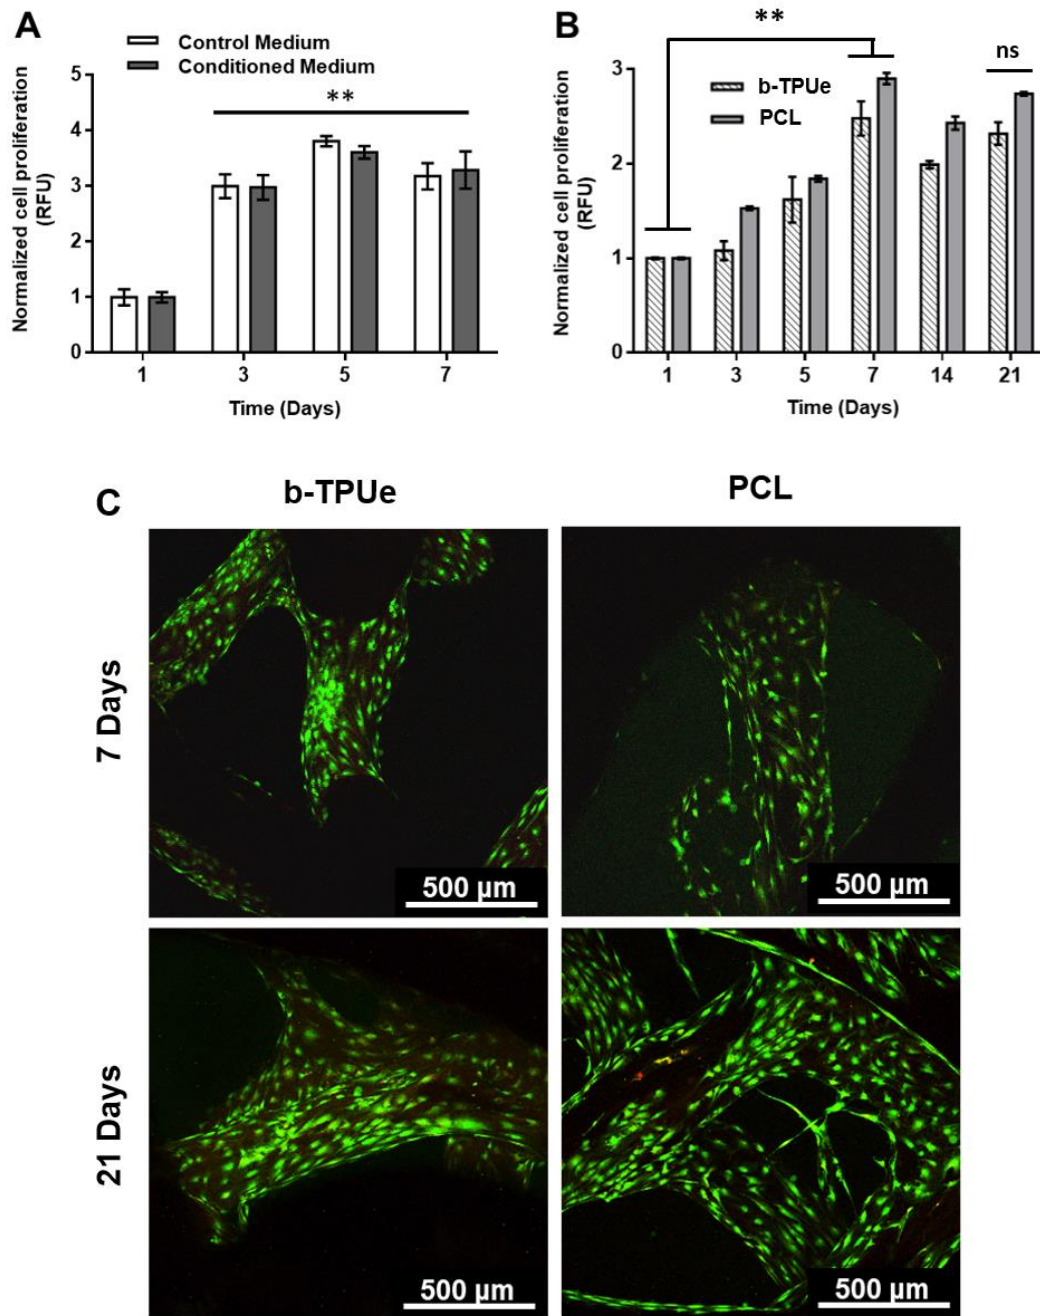 A
Control Medium
Conditioned Medium
**
Normalized cell proliferation
(RFU)
5
4
3
2
1
0
1 3 5 7
Time (Days)
B
**
ns
b-TPUe
PCL
Normalized cell proliferation
(RFU)
3
2
1
0
1 3 5 7 14 21
Time (Days)
C
b-TPUe PCL
7 Days
500 µm
500 µm
21 Days
500 µm
500 µm